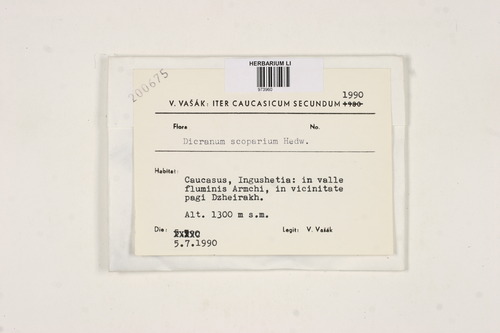 HERBARIUM LI
973960
200675
1990
V. VAŠÁK: ITER CAUCASICUM SECUNDUM 1980
Flora No.
Dicranum scoparium Hedw.
Habitat:
Caucasus, Ingushetia: in valle
fluminis Armchi, in vicinitate
pagi Dzheirakh.
Alt. 1300 m s.m.
Die: Legit: V. Vašák
5.7.1990